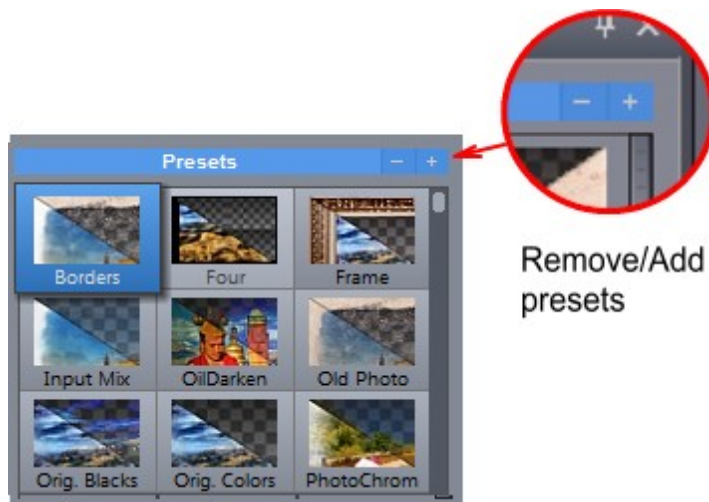 Presets - +
Borders Four Frame
Input Mix OilDarken Old Photo
Orig. Blacks Orig. Colors PhotoChrom
- +
Remove/Add
presets